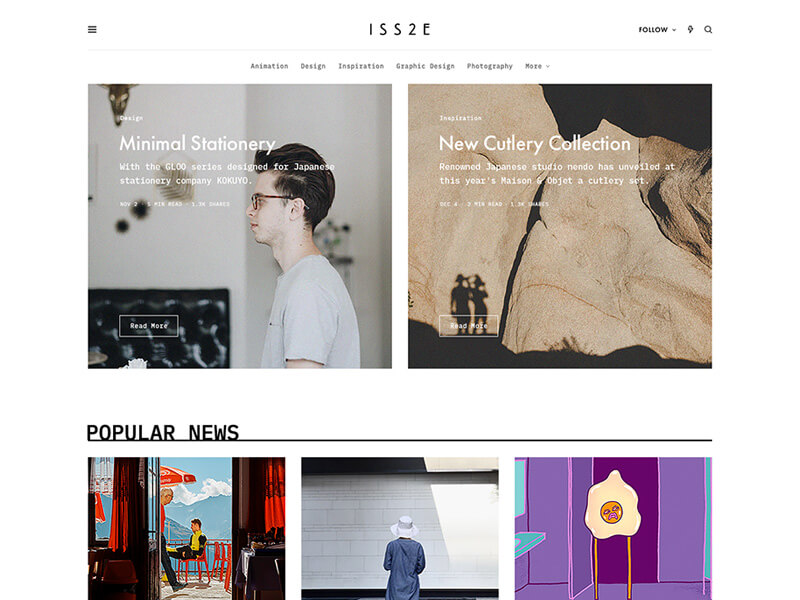 ISS2E
FOLLOW
Animation Design Inspiration Graphic Design Photography More
Design
Minimal Stationery
With the GLOO series designed for Japanese
stationery company KOKUYO.
NOV 2 · 5 MIN READ · 1.3K SHARES
Read More
Inspiration
New Cutlery Collection
Renowned Japanese studio nendo has unveiled at
this year's Maison & Objet a cutlery set.
DEC 4 · 2 MIN READ · 1.3K SHARES
Read More
POPULAR NEWS